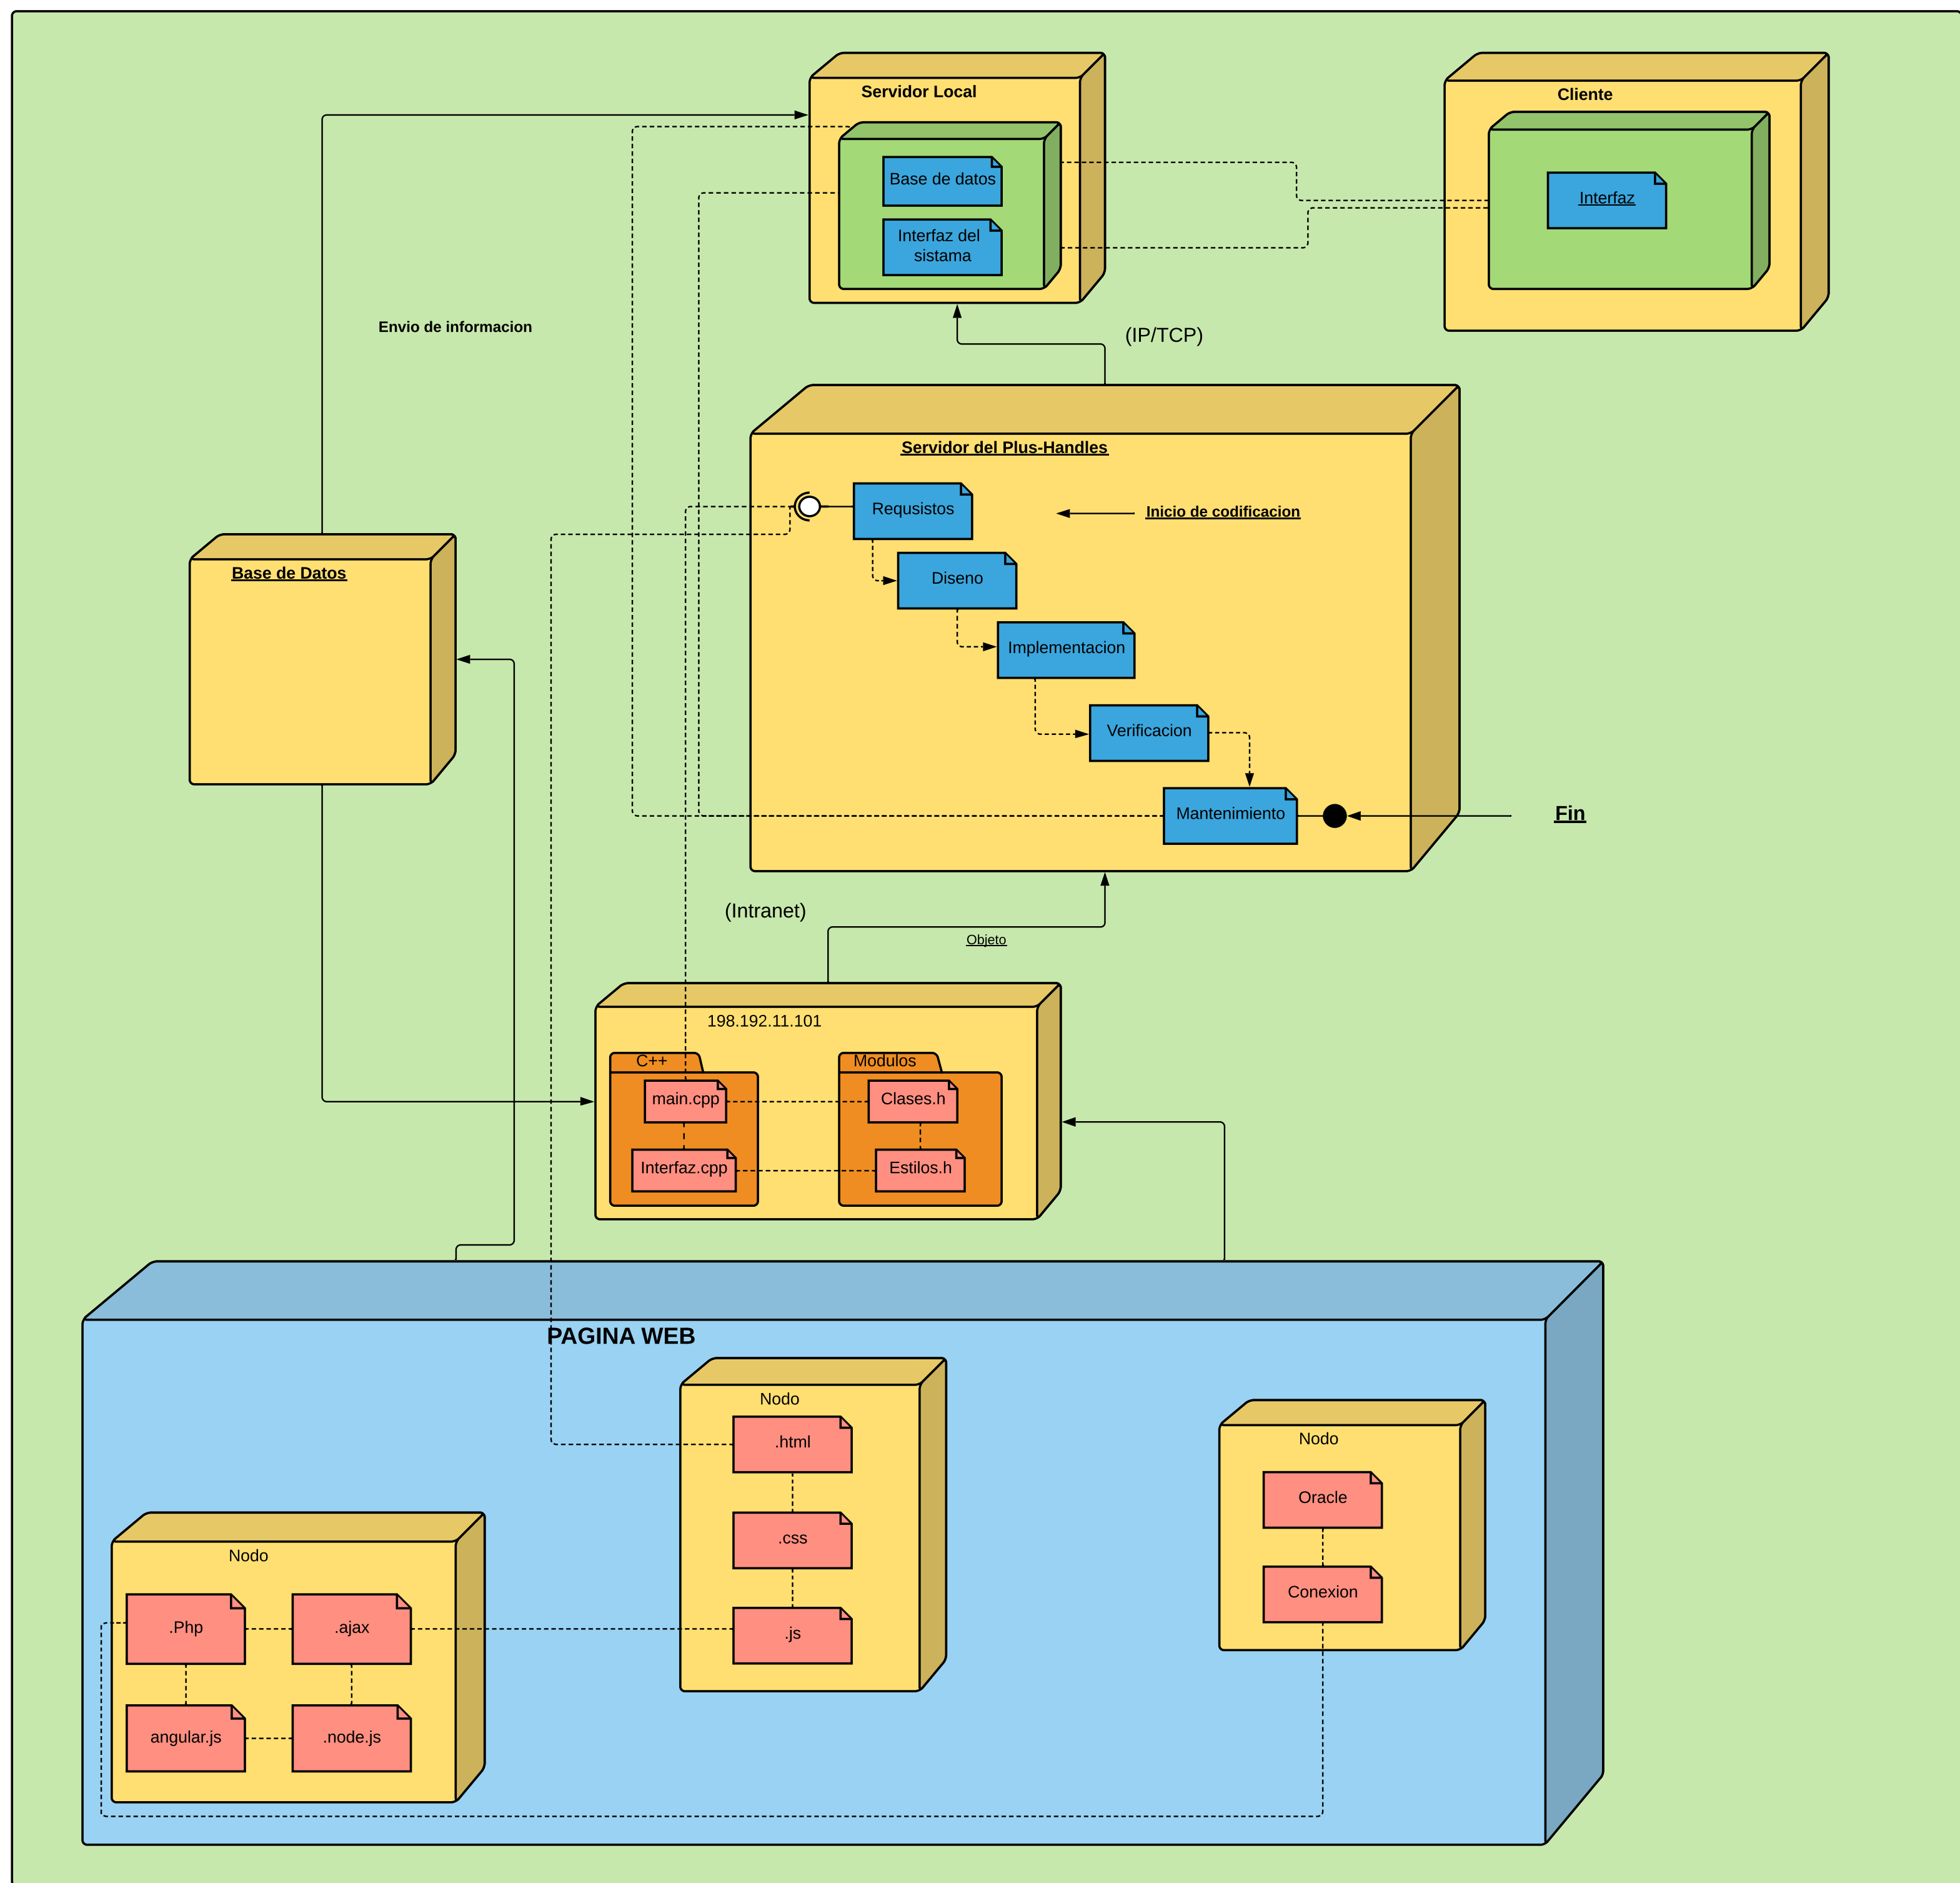 Servidor Local
Cliente
Base de datos
Interfaz del
sistama
Interfaz
Envio de informacion
(IP/TCP)
Servidor del Plus-Handles
Requsistos
Inicio de codificacion
Base de Datos
Diseno
Implementacion
Verificacion
Mantenimiento
Fin
(Intranet)
Objeto
198.192.11.101
C++
Modulos
main.cpp
Clases.h
Interfaz.cpp
Estilos.h
PAGINA WEB
Nodo
.html
.css
.js
Nodo
Oracle
Conexion
Nodo
.Php
.ajax
angular.js
.node.js